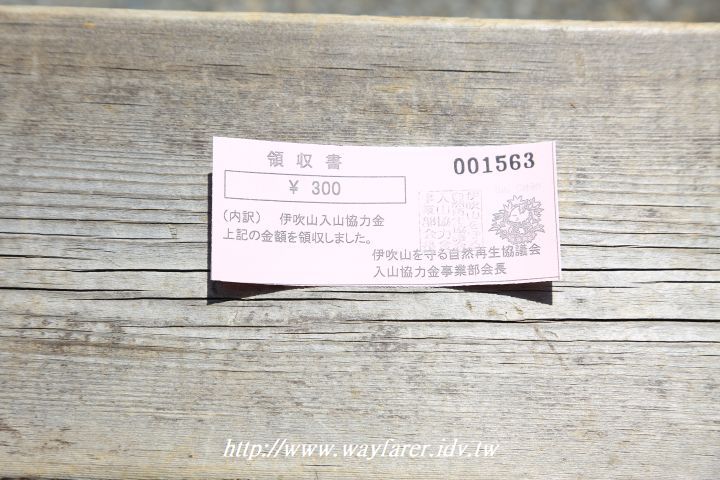 領収書
001563
¥ 300
(内訳) 伊吹山入山協力金
上記の金額を領収しました。
伊吹山を守る自然再生協議会
入山協力金事業部会長
http://www.wayfarer.idv.tw